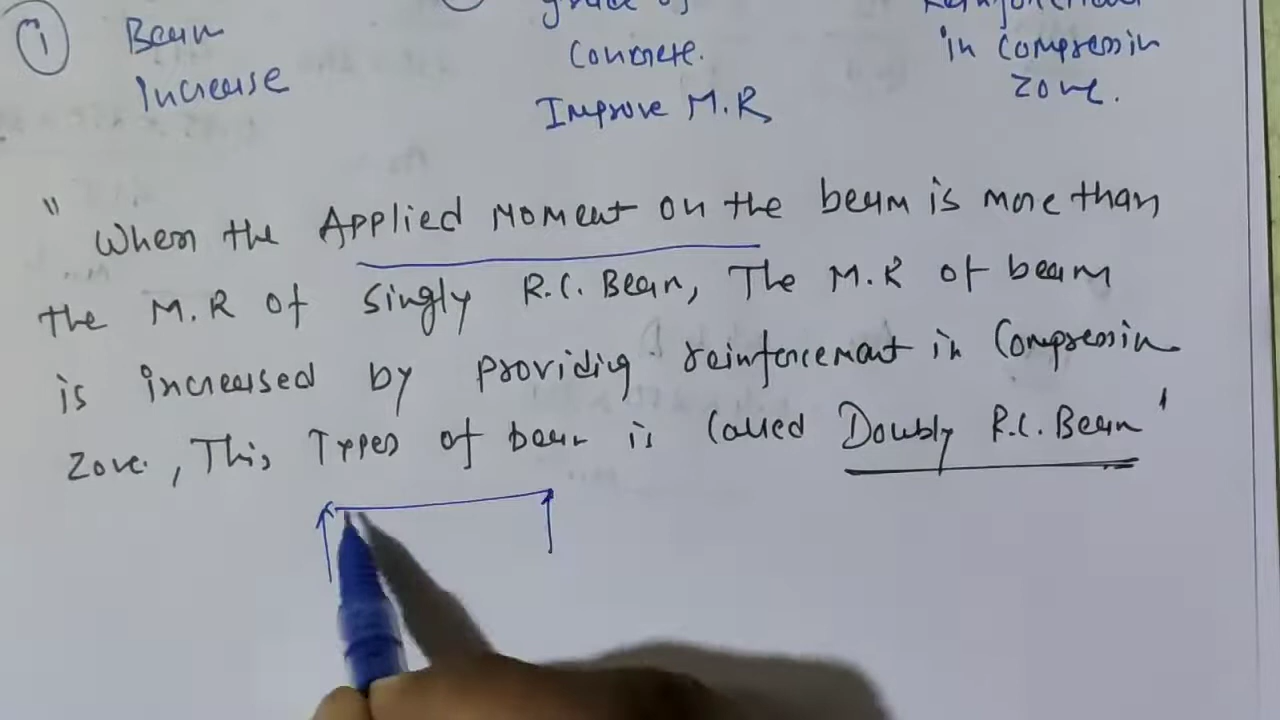 ① Beam
Increase
grade of
Concrete.
Improve M.R
in Compression
Zone.
" When the Applied Moment on the beam is more than
the M.R of Singly R.C. Beam, The M.R of beam
is increased by Providing reinforcement in Compression
Zone, This Types of beam is Called Doubly R.C. Beam "